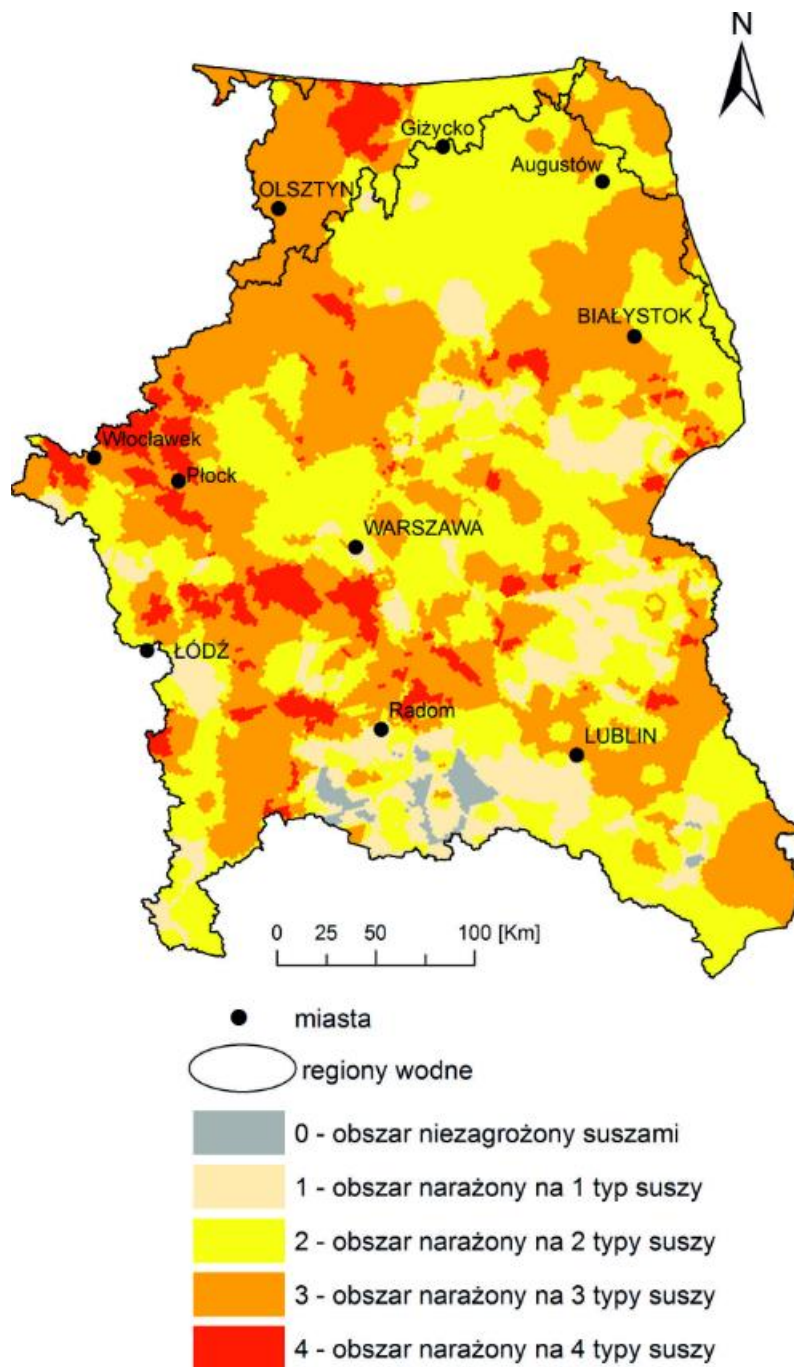 N
Giżycko
Augustów
OLSZTYN
BIAŁYSTOK
Włocławek
Płock
WARSZAWA
ŁÓDŹ
Radom
LUBLIN
0 25 50 100 [Km]
miasta
regiony wodne
0 - obszar niezagrożony suszami
1 - obszar narażony na 1 typ suszy
2 - obszar narażony na 2 typy suszy
3 - obszar narażony na 3 typy suszy
4 - obszar narażony na 4 typy suszy